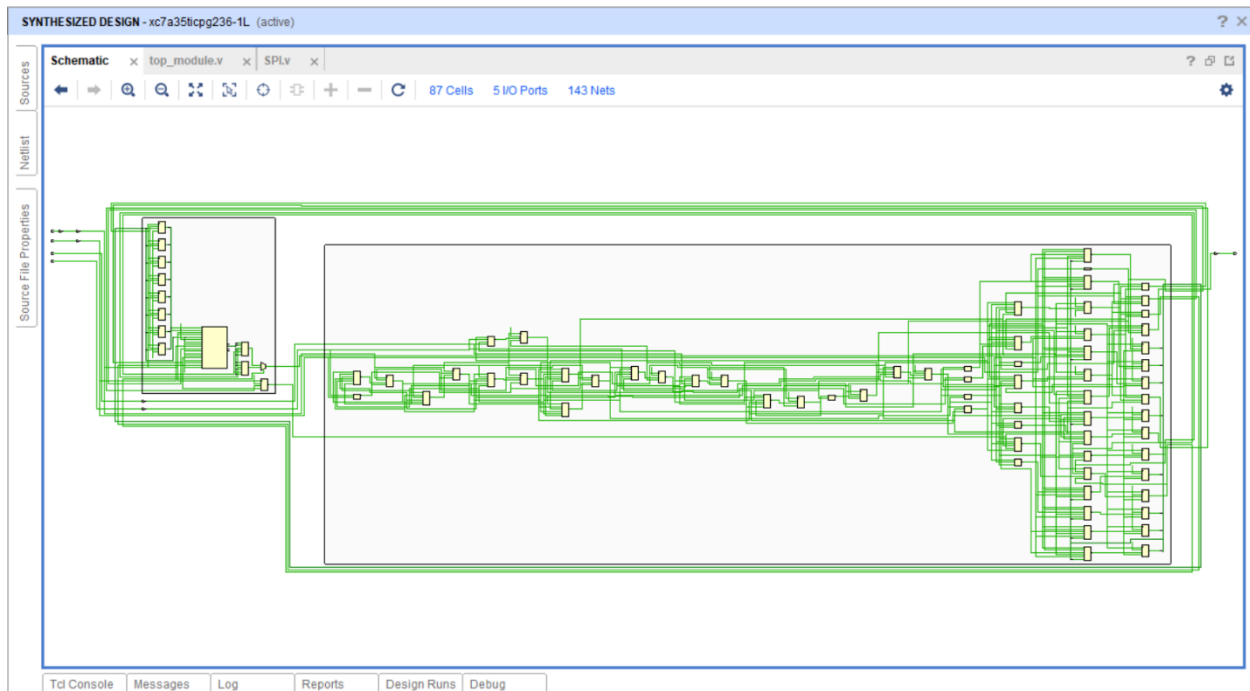 SYNTHESIZED DESIGN - xc7a35ticpg236-1L (active)
Schematic top_module.v SPI.v
87 Cells 5 I/O Ports 143 Nets
Sources
Netlist
Source File Properties
Tcl Console Messages Log Reports Design Runs Debug